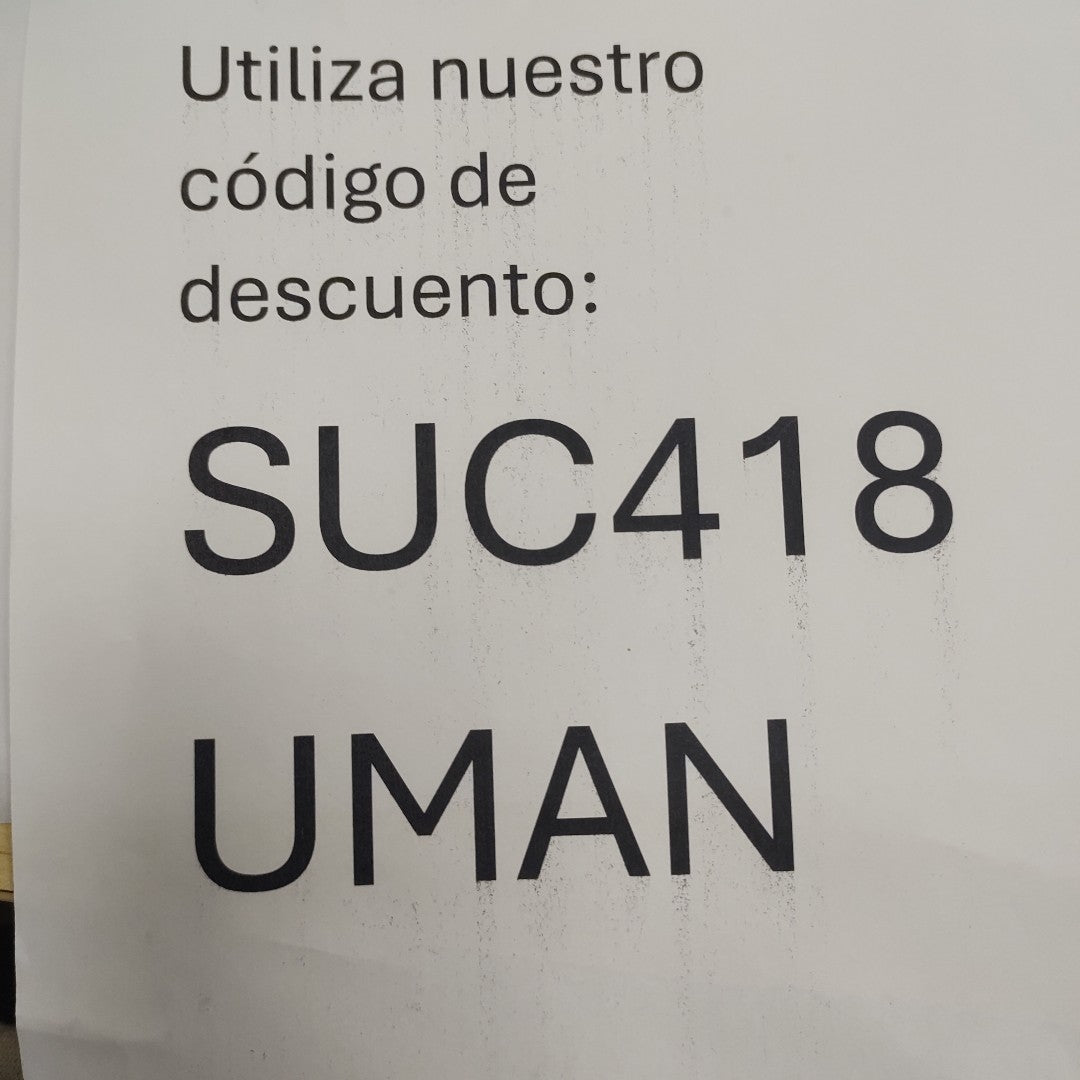 Utiliza nuestro
código de
descuento:
SUC418
UMAN